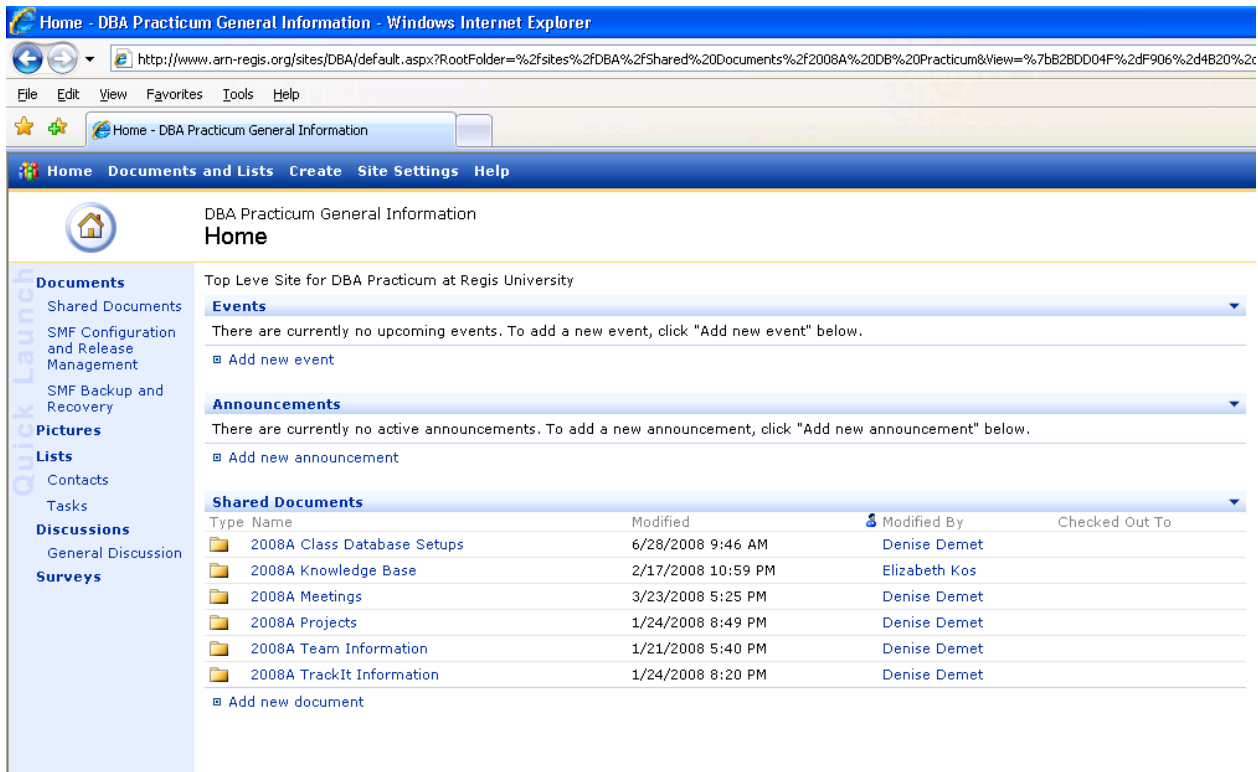 Home - DBA Practicum General Information - Windows Internet Explorer
http://www.arn-regis.org/sites/DBA/default.aspx?RootFolder=%2fsites%2fDBA%2fShared%20Documents%2f2008A%20DB%20Practicum&View=%7bB2BDD04F%2dF906%2d4B20%2d
File Edit View Favorites Tools Help
Home - DBA Practicum General Information
Home Documents and Lists Create Site Settings Help
DBA Practicum General Information
Home
Quick Launch
Documents
Shared Documents
SMF Configuration
and Release
Management
SMF Backup and
Recovery
Pictures
Lists
Contacts
Tasks
Discussions
General Discussion
Surveys
Top Leve Site for DBA Practicum at Regis University
Events
There are currently no upcoming events. To add a new event, click "Add new event" below.
Add new event
Announcements
There are currently no active announcements. To add a new announcement, click "Add new announcement" below.
Add new announcement
Shared Documents
Type Name Modified Modified By Checked Out To
2008A Class Database Setups 6/28/2008 9:46 AM Denise Demet
2008A Knowledge Base 2/17/2008 10:59 PM Elizabeth Kos
2008A Meetings 3/23/2008 5:25 PM Denise Demet
2008A Projects 1/24/2008 8:49 PM Denise Demet
2008A Team Information 1/21/2008 5:40 PM Denise Demet
2008A TrackIt Information 1/24/2008 8:20 PM Denise Demet
Add new document